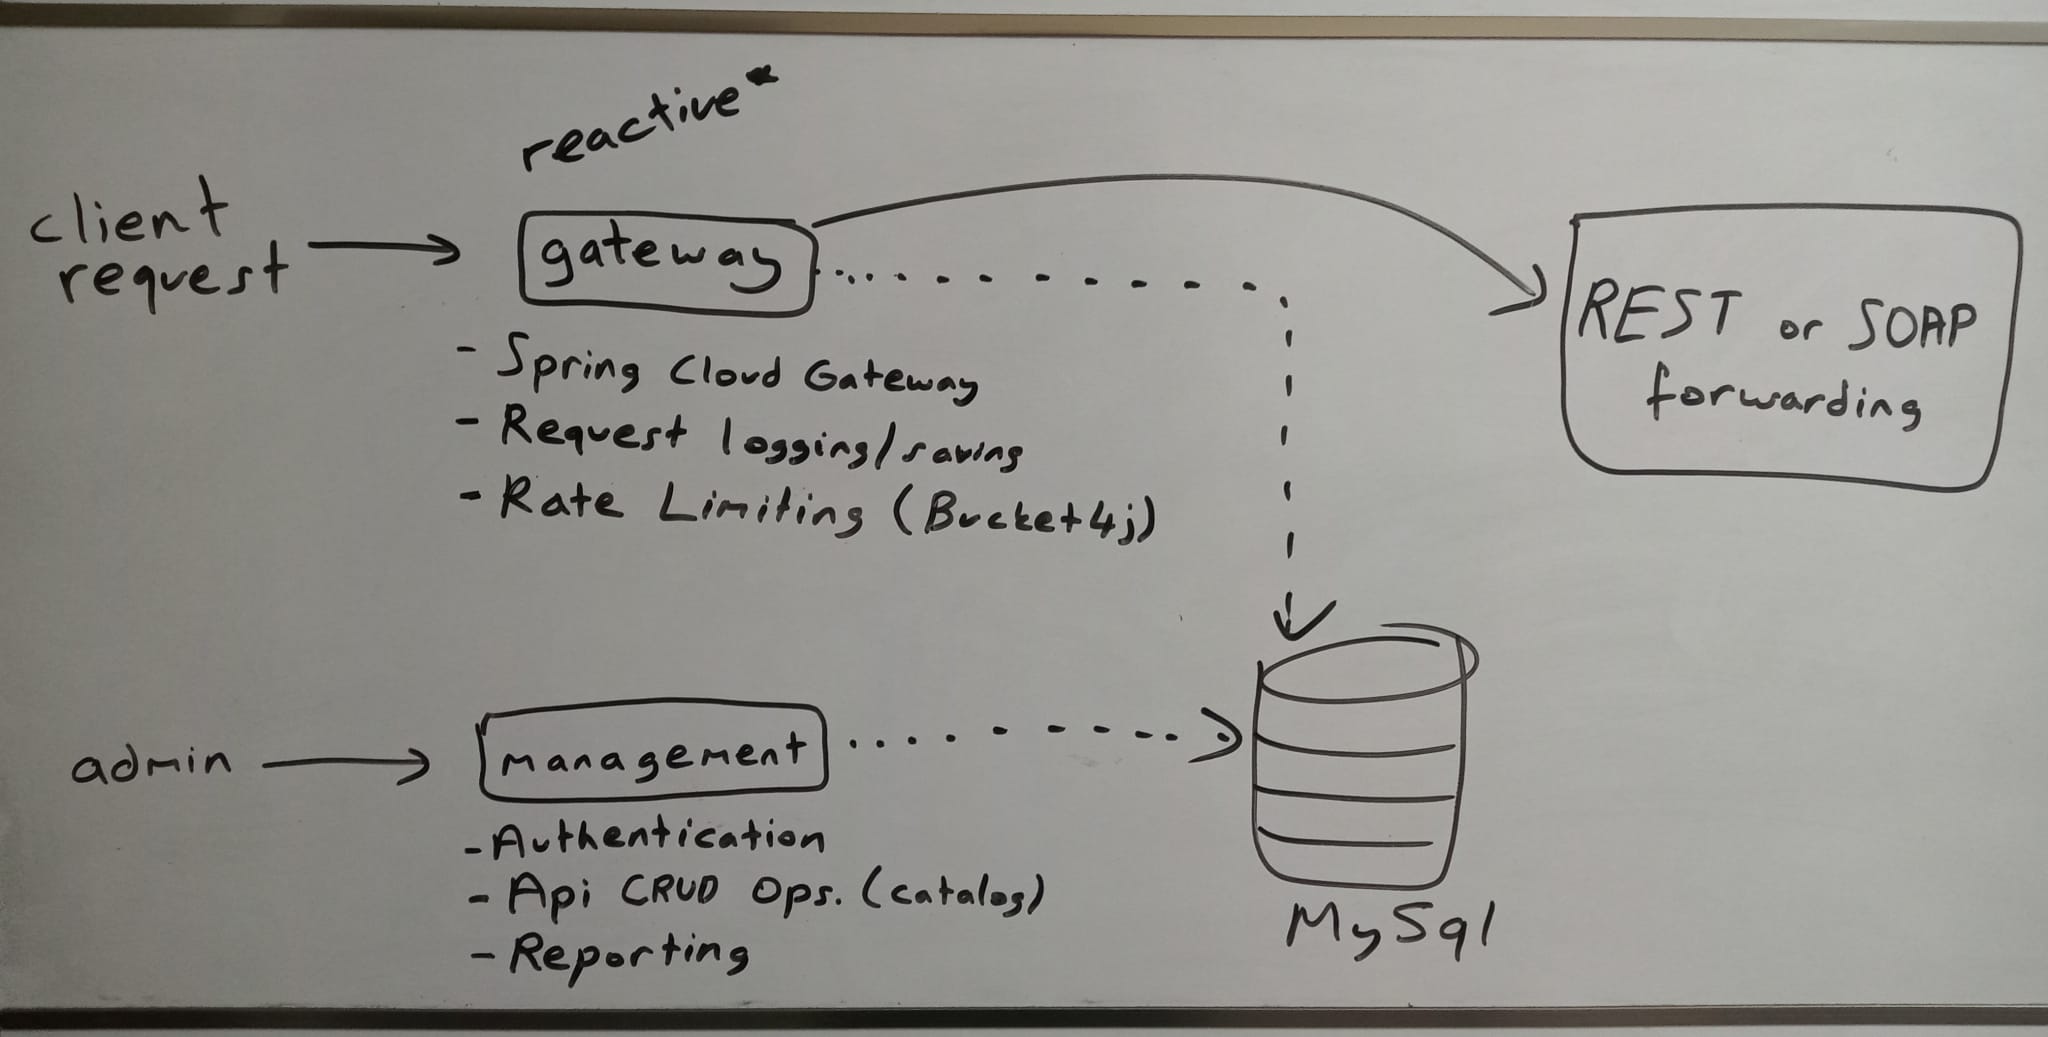 reactive*
client
request
gateway
REST or SOAP
forwarding
- Spring Cloud Gateway
- Request logging/saving
- Rate Limiting (Bucket4j)
admin
management
- Authentication
- Api CRUD Ops. (catalog)
- Reporting
MySql